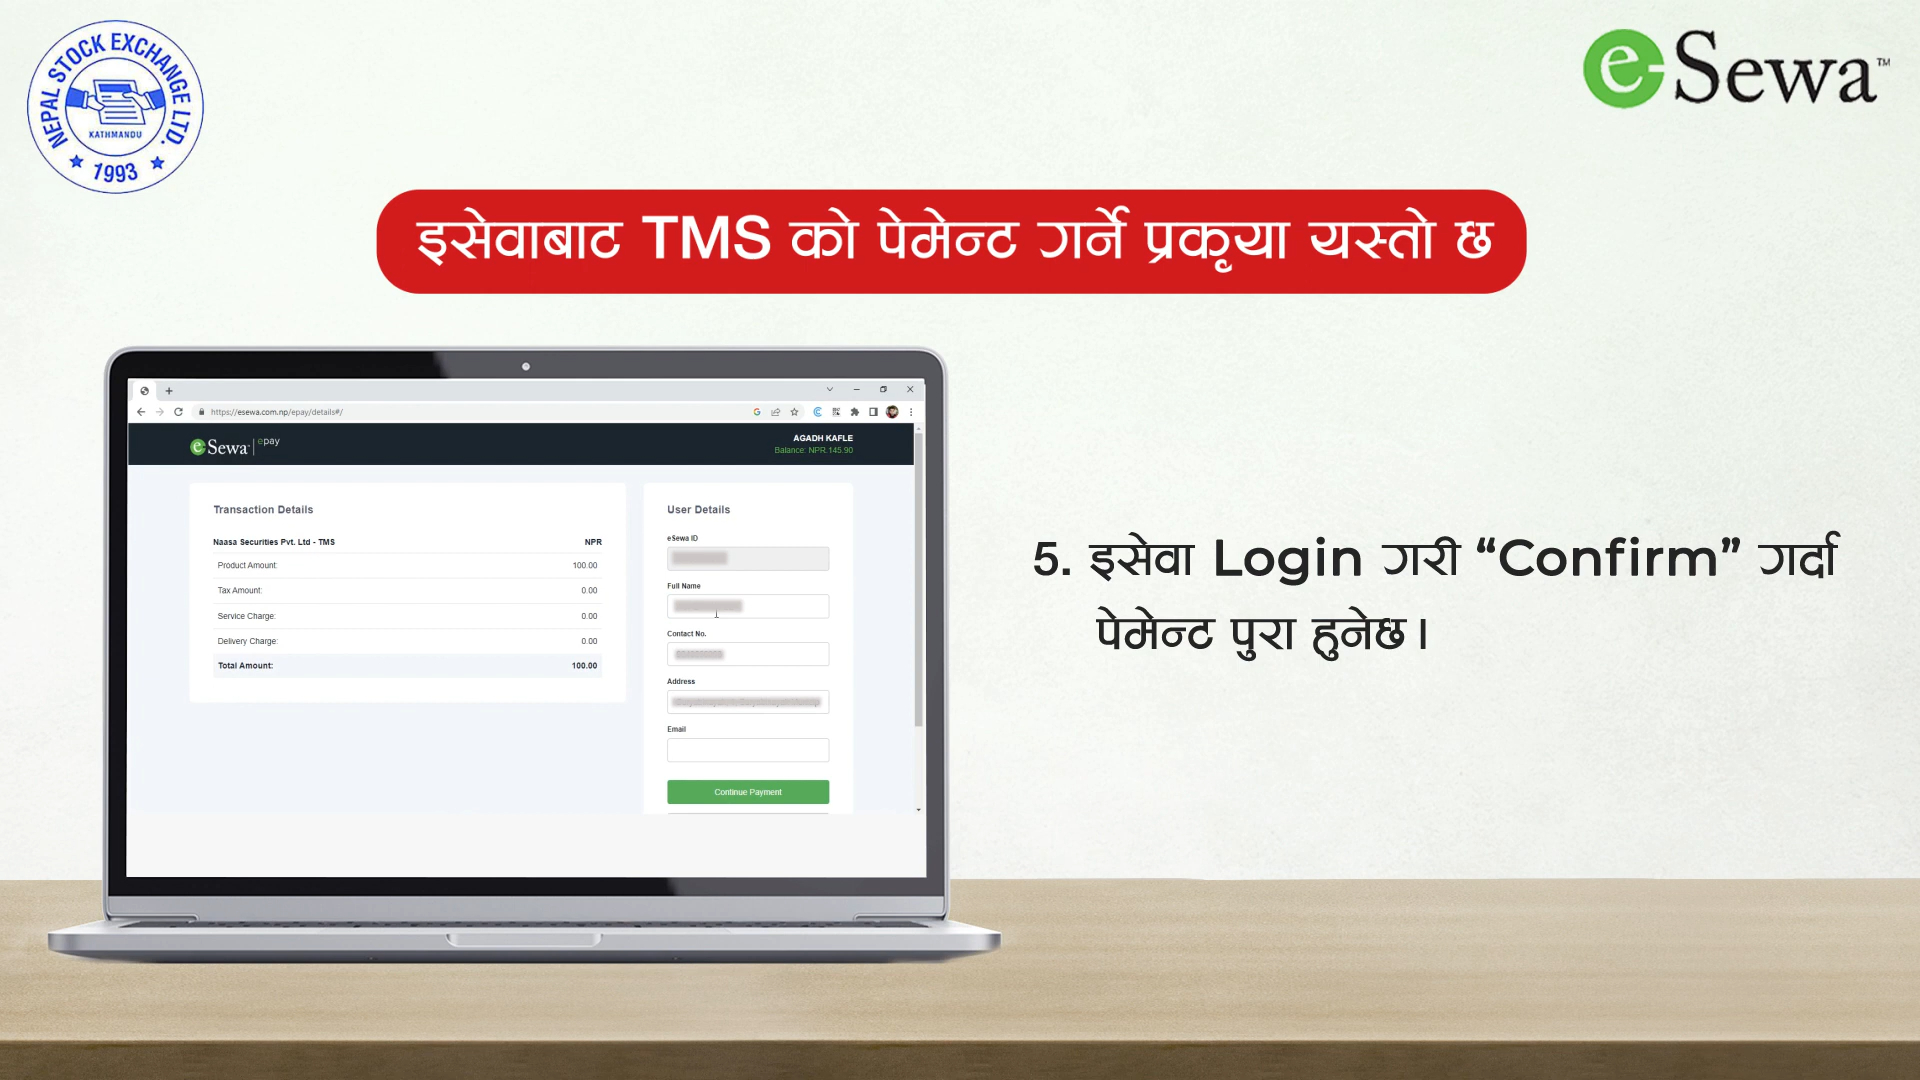 NEPAL STOCK EXCHANGE LTD.
KATHMANDU
1993
e-Sewa™
इसेवाबाट TMS को पेमेन्ट गर्ने प्रकृया यस्तो छ
https://esewa.com.np/epay/details#/
eSewa epay
AGADH KAFLE
Balance: NPR.145.90
Transaction Details
Naasa Securities Pvt. Ltd - TMS NPR
Product Amount: 100.00
Tax Amount: 0.00
Service Charge: 0.00
Delivery Charge: 0.00
Total Amount: 100.00
User Details
eSewa ID
Full Name
Contact No.
Address
Email
Continue Payment
5. इसेवा Login गरी “Confirm” गर्दा
पेमेन्ट पुरा हुनेछ।